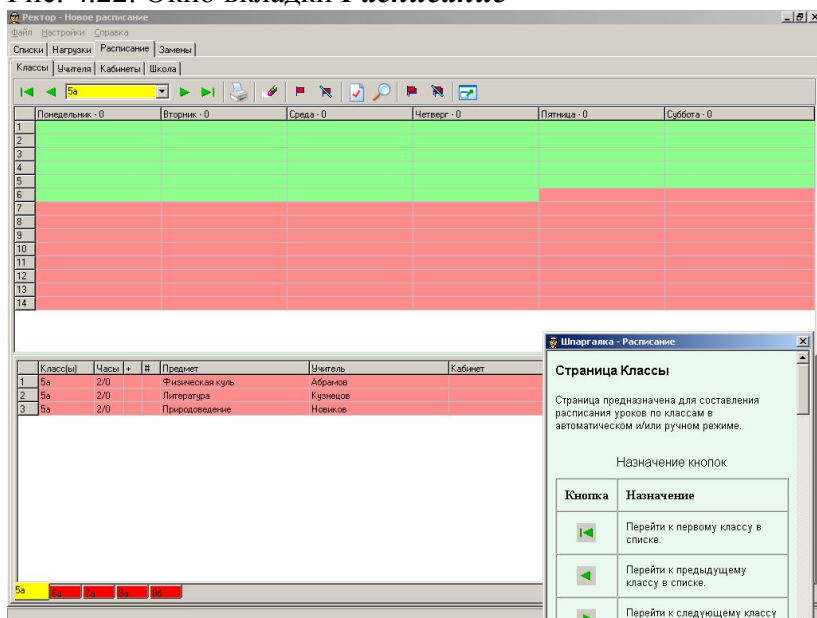 Рис. 4.22. Окно вкладки Расписание
Ректор - Новое расписание
Файл Настройки Справка
Списки Нагрузки Расписание Замены
Классы Учителя Кабинеты Школа
5а
Понедельник - 0 Вторник - 0 Среда - 0 Четверг - 0 Пятница - 0 Суббота - 0
1
2
3
4
5
6
7
8
9
10
11
12
13
14
Класс(ы) Часы + # Предмет Учитель Кабинет
1 5а 2/0 Физическая куль Абрамов
2 5а 2/0 Литература Кузнецов
3 5а 2/0 Природоведение Новиков
5а 6а 7а 8а 8б
Шпаргалка - Расписание
Страница Классы
Страница предназначена для составления
расписания уроков по классам в
автоматическом и/или ручном режиме.
Назначение кнопок
Кнопка Назначение
Перейти к первому классу в
списке.
Перейти к предыдущему
классу в списке.
Перейти к следующему классу